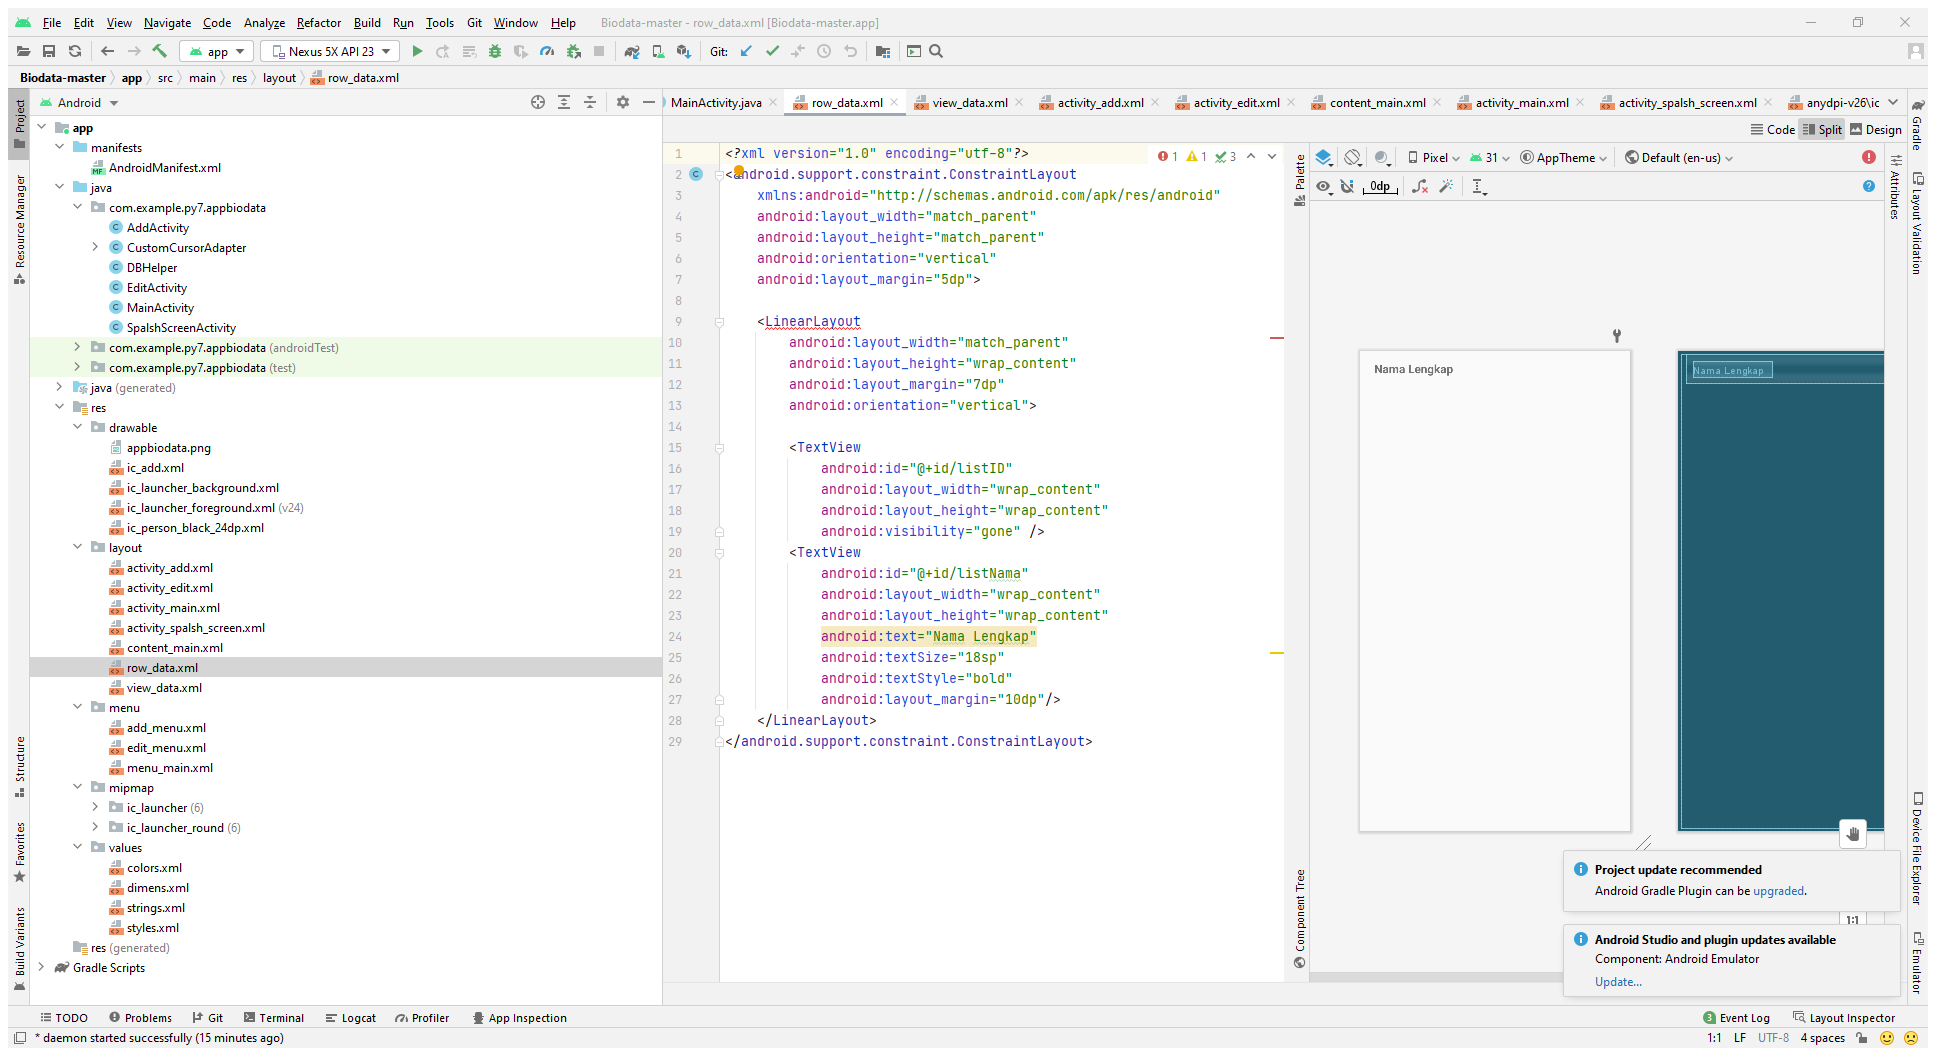 File Edit View Navigate Code Analyze Refactor Build Run Tools Git Window Help Biodata-master - row_data.xml [Biodata-master.app]
app Nexus 5X API 23 Git:
Biodata-master app src main res layout row_data.xml
Android
MainActivity.java row_data.xml view_data.xml activity_add.xml activity_edit.xml content_main.xml activity_main.xml activity_spalsh_screen.xml anydpi-v26\ic
Code Split Design
Project
Resource Manager
Structure
Favorites
Build Variants
app
manifests
AndroidManifest.xml
java
com.example.py7.appbiodata
AddActivity
CustomCursorAdapter
DBHelper
EditActivity
MainActivity
SpalshScreenActivity
com.example.py7.appbiodata (androidTest)
com.example.py7.appbiodata (test)
java (generated)
res
drawable
appbiodata.png
ic_add.xml
ic_launcher_background.xml
ic_launcher_foreground.xml (v24)
ic_person_black_24dp.xml
layout
activity_add.xml
activity_edit.xml
activity_main.xml
activity_spalsh_screen.xml
content_main.xml
row_data.xml
view_data.xml
menu
add_menu.xml
edit_menu.xml
menu_main.xml
mipmap
ic_launcher (6)
ic_launcher_round (6)
values
colors.xml
dimens.xml
strings.xml
styles.xml
res (generated)
Gradle Scripts
1 <?xml version="1.0" encoding="utf-8"?>
2 <android.support.constraint.ConstraintLayout
3 xmlns:android="http://schemas.android.com/apk/res/android"
4 android:layout_width="match_parent"
5 android:layout_height="match_parent"
6 android:orientation="vertical"
7 android:layout_margin="5dp">
8
9 <LinearLayout
10 android:layout_width="match_parent"
11 android:layout_height="wrap_content"
12 android:layout_margin="7dp"
13 android:orientation="vertical">
14
15 <TextView
16 android:id="@+id/listID"
17 android:layout_width="wrap_content"
18 android:layout_height="wrap_content"
19 android:visibility="gone" />
20 <TextView
21 android:id="@+id/listNama"
22 android:layout_width="wrap_content"
23 android:layout_height="wrap_content"
24 android:text="Nama Lengkap"
25 android:textSize="18sp"
26 android:textStyle="bold"
27 android:layout_margin="10dp"/>
28 </LinearLayout>
29 </android.support.constraint.ConstraintLayout>
1 1 3
Palette
Component Tree
Pixel 31 AppTheme Default (en-us)
0dp
Nama Lengkap
Nama Lengkap
Attributes
Gradle
Layout Validation
Device File Explorer
Emulator
Project update recommended
Android Gradle Plugin can be upgraded.
1:1
Android Studio and plugin updates available
Component: Android Emulator
Update...
TODO Problems Git Terminal Logcat Profiler App Inspection 3 Event Log Layout Inspector
* daemon started successfully (15 minutes ago) 1:1 LF UTF-8 4 spaces